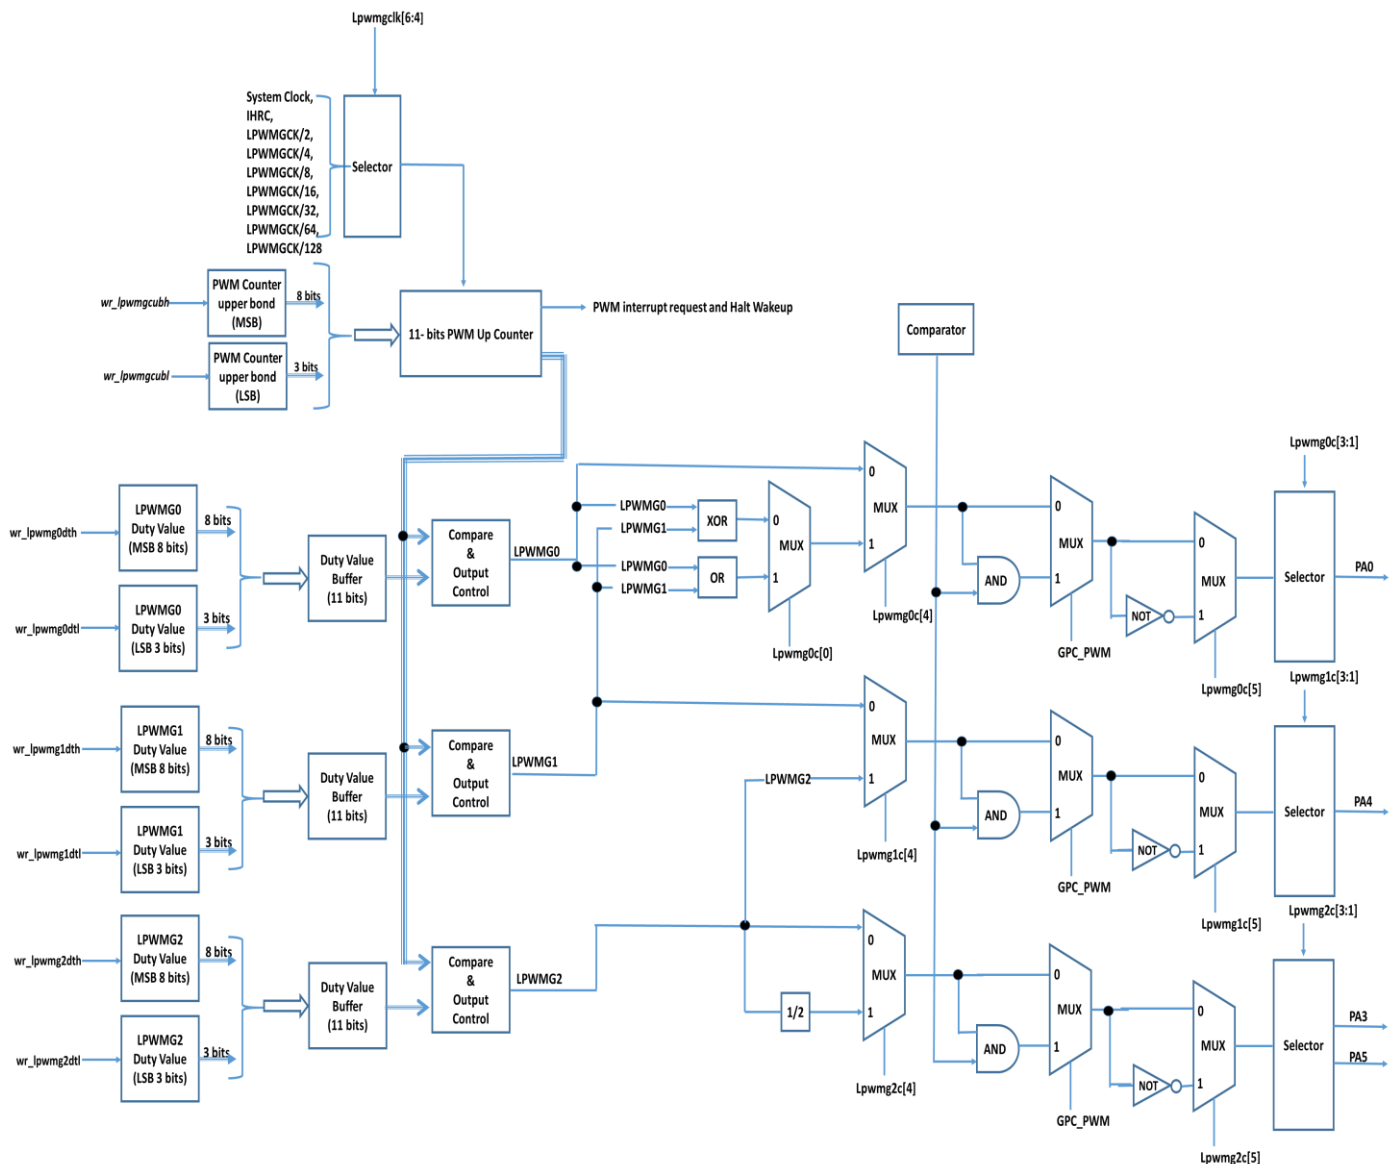 Lpwmgclk[6:4]
System Clock,
IHRC,
LPWMGCK/2,
LPWMGCK/4,
LPWMGCK/8,
LPWMGCK/16,
LPWMGCK/32,
LPWMGCK/64,
LPWMGCK/128
Selector
wr_lpwmgcubh
PWM Counter
upper bond
(MSB)
8 bits
wr_lpwmgcubl
PWM Counter
upper bond
(LSB)
3 bits
11- bits PWM Up Counter
PWM interrupt request and Halt Wakeup
Comparator
wr_lpwmg0dth
LPWMG0
Duty Value
(MSB 8 bits)
8 bits
wr_lpwmg0dtl
LPWMG0
Duty Value
(LSB 3 bits)
3 bits
Duty Value
Buffer
(11 bits)
Compare
&
Output
Control
LPWMG0
LPWMG0
LPWMG1
XOR
LPWMG0
LPWMG1
OR
0
MUX
1
Lpwmg0c[0]
0
MUX
1
Lpwmg0c[4]
AND
0
MUX
1
GPC_PWM
NOT
0
MUX
1
Lpwmg0c[5]
Lpwmg0c[3:1]
Selector
PA0
wr_lpwmg1dth
LPWMG1
Duty Value
(MSB 8 bits)
8 bits
wr_lpwmg1dtl
LPWMG1
Duty Value
(LSB 3 bits)
3 bits
Duty Value
Buffer
(11 bits)
Compare
&
Output
Control
LPWMG1
LPWMG2
0
MUX
1
Lpwmg1c[4]
AND
0
MUX
1
GPC_PWM
NOT
0
MUX
1
Lpwmg1c[5]
Lpwmg1c[3:1]
Selector
PA4
wr_lpwmg2dth
LPWMG2
Duty Value
(MSB 8 bits)
8 bits
wr_lpwmg2dtl
LPWMG2
Duty Value
(LSB 3 bits)
3 bits
Duty Value
Buffer
(11 bits)
Compare
&
Output
Control
LPWMG2
1/2
0
MUX
1
Lpwmg2c[4]
AND
0
MUX
1
GPC_PWM
NOT
0
MUX
1
Lpwmg2c[5]
Lpwmg2c[3:1]
Selector
PA3
PA5